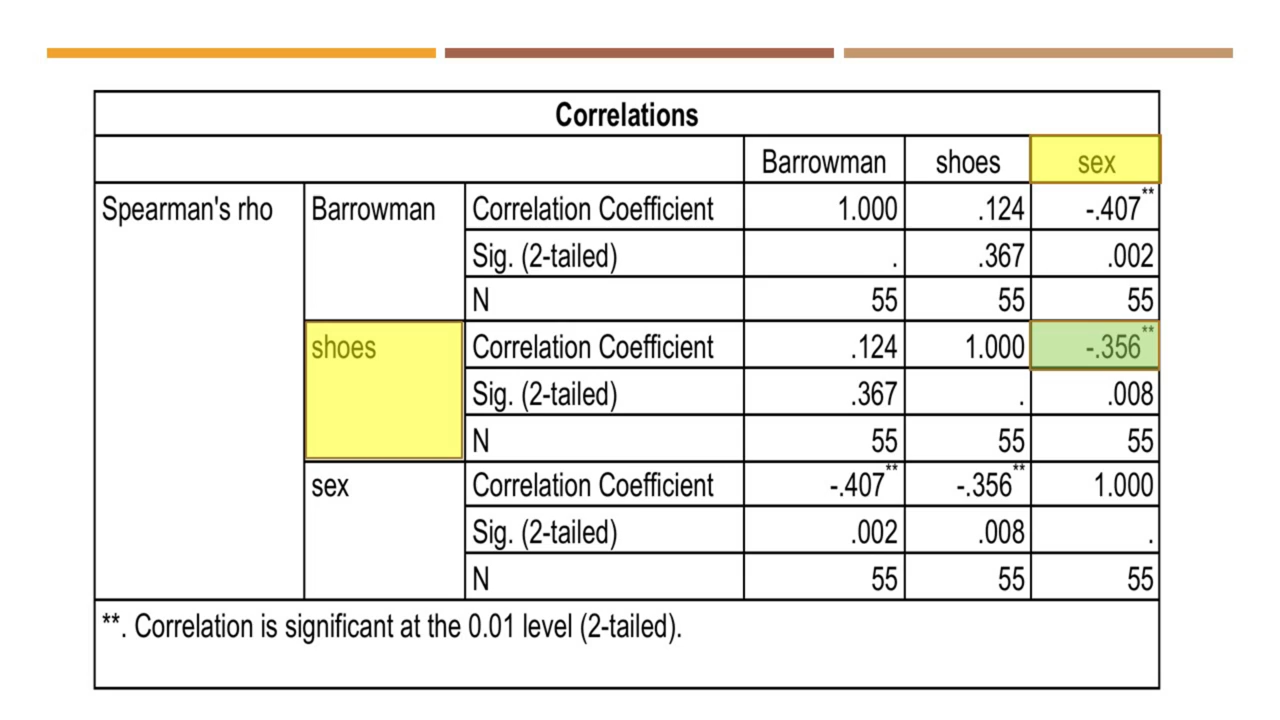 Correlations
Barrowman shoes sex
Spearman's rho Barrowman Correlation Coefficient 1.000 .124 -.407**
Sig. (2-tailed) . .367 .002
N 55 55 55
shoes Correlation Coefficient .124 1.000 -.356**
Sig. (2-tailed) .367 . .008
N 55 55 55
sex Correlation Coefficient -.407** -.356** 1.000
Sig. (2-tailed) .002 .008 .
N 55 55 55
**. Correlation is significant at the 0.01 level (2-tailed).